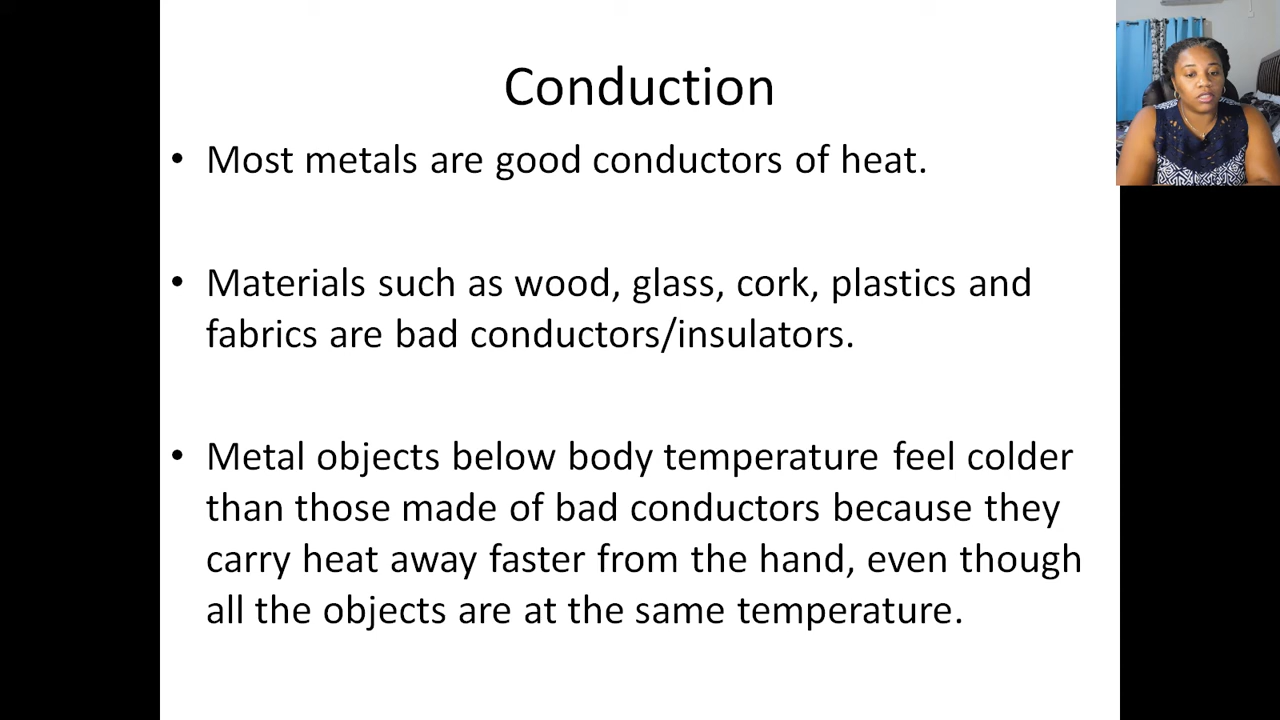 Conduction
• Most metals are good conductors of heat.
• Materials such as wood, glass, cork, plastics and
fabrics are bad conductors/insulators.
• Metal objects below body temperature feel colder
than those made of bad conductors because they
carry heat away faster from the hand, even though
all the objects are at the same temperature.